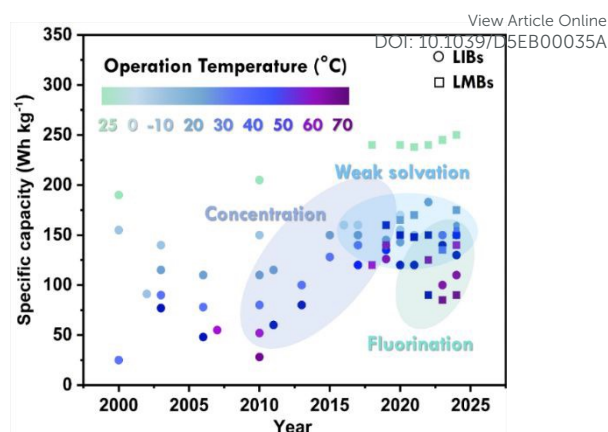 View Article Online
DOI: 10.1039/D5EB00035A
350
300
250
200
150
100
50
0
Specific capacity (Wh kg⁻¹)
Operation Temperature (°C)
25 0 -10 20 30 40 50 60 70
LIBs
LMBs
Weak solvation
Concentration
Fluorination
2000 2005 2010 2015 2020 2025
Year